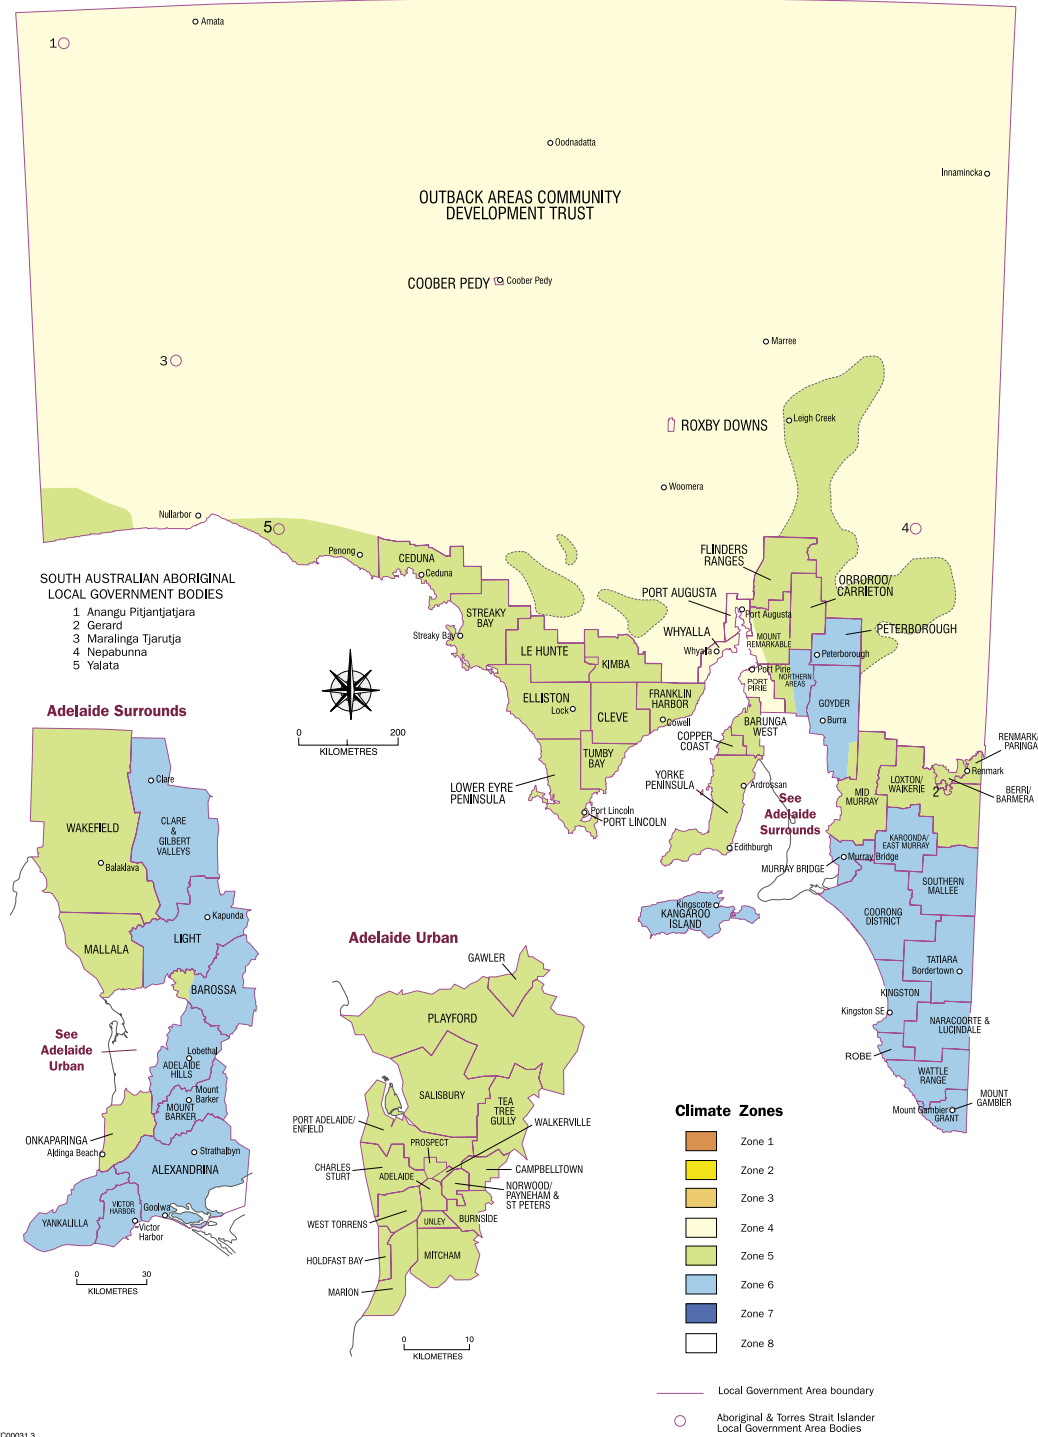 Amata
1
Oodnadatta
Innamincka
OUTBACK AREAS COMMUNITY
DEVELOPMENT TRUST
COOBER PEDY
Coober Pedy
Marree
3
Leigh Creek
ROXBY DOWNS
Woomera
Nullarbor
5
4
Penong
CEDUNA
Ceduna
FLINDERS
RANGES
ORROROO/
CARRIETON
SOUTH AUSTRALIAN ABORIGINAL
LOCAL GOVERNMENT BODIES
1 Anangu Pitjantjatjara
2 Gerard
3 Maralinga Tjarutja
4 Nepabunna
5 Yalata
PORT AUGUSTA
Port Augusta
STREAKY
BAY
Streaky Bay
WHYALLA
Whyalla
MOUNT
REMARKABLE
PETERBOROUGH
Peterborough
LE HUNTE
KIMBA
Port Pirie
PORT
PIRIE
NORTHERN
AREAS
ELLISTON
Lock
CLEVE
FRANKLIN
HARBOR
Cowell
GOYDER
Burra
BARUNGA
WEST
COPPER
COAST
0
200
KILOMETRES
TUMBY
BAY
LOWER EYRE
PENINSULA
Port Lincoln
PORT LINCOLN
YORKE
PENINSULA
Ardrossan
Edithburgh
See
Adelaide
Surrounds
RENMARK/
PARINGA
Renmark
LOXTON/
WAIKERIE
2
BERRI/
BARMERA
MID
MURRAY
KAROONDA/
EAST MURRAY
MURRAY BRIDGE
Murray Bridge
SOUTHERN
MALLEE
Kingscote
KANGAROO
ISLAND
COORONG
DISTRICT
TATIARA
Bordertown
KINGSTON
Kingston SE
NARACOORTE &
LUCINDALE
ROBE
WATTLE
RANGE
MOUNT
GAMBIER
Mount Gambier
GRANT
Adelaide Surrounds
Clare
WAKEFIELD
CLARE
&
GILBERT
VALLEYS
Balaklava
Kapunda
LIGHT
MALLALA
BAROSSA
See
Adelaide
Urban
Lobethal
ADELAIDE
HILLS
Mount
Barker
MOUNT
BARKER
ONKAPARINGA
Aldinga Beach
Strathalbyn
ALEXANDRINA
YANKALILLA
VICTOR
HARBOR
Goolwa
Victor
Harbor
0
30
KILOMETRES
Adelaide Urban
GAWLER
PLAYFORD
SALISBURY
TEA
TREE
GULLY
PORT ADELAIDE/
ENFIELD
WALKERVILLE
PROSPECT
CHARLES
STURT
ADELAIDE
CAMPBELLTOWN
NORWOOD/
PAYNEHAM &
ST PETERS
WEST TORRENS
UNLEY
BURNSIDE
HOLDFAST BAY
MITCHAM
MARION
0
10
KILOMETRES
Climate Zones
Zone 1
Zone 2
Zone 3
Zone 4
Zone 5
Zone 6
Zone 7
Zone 8
Local Government Area boundary
Aboriginal & Torres Strait Islander
Local Government Area Bodies